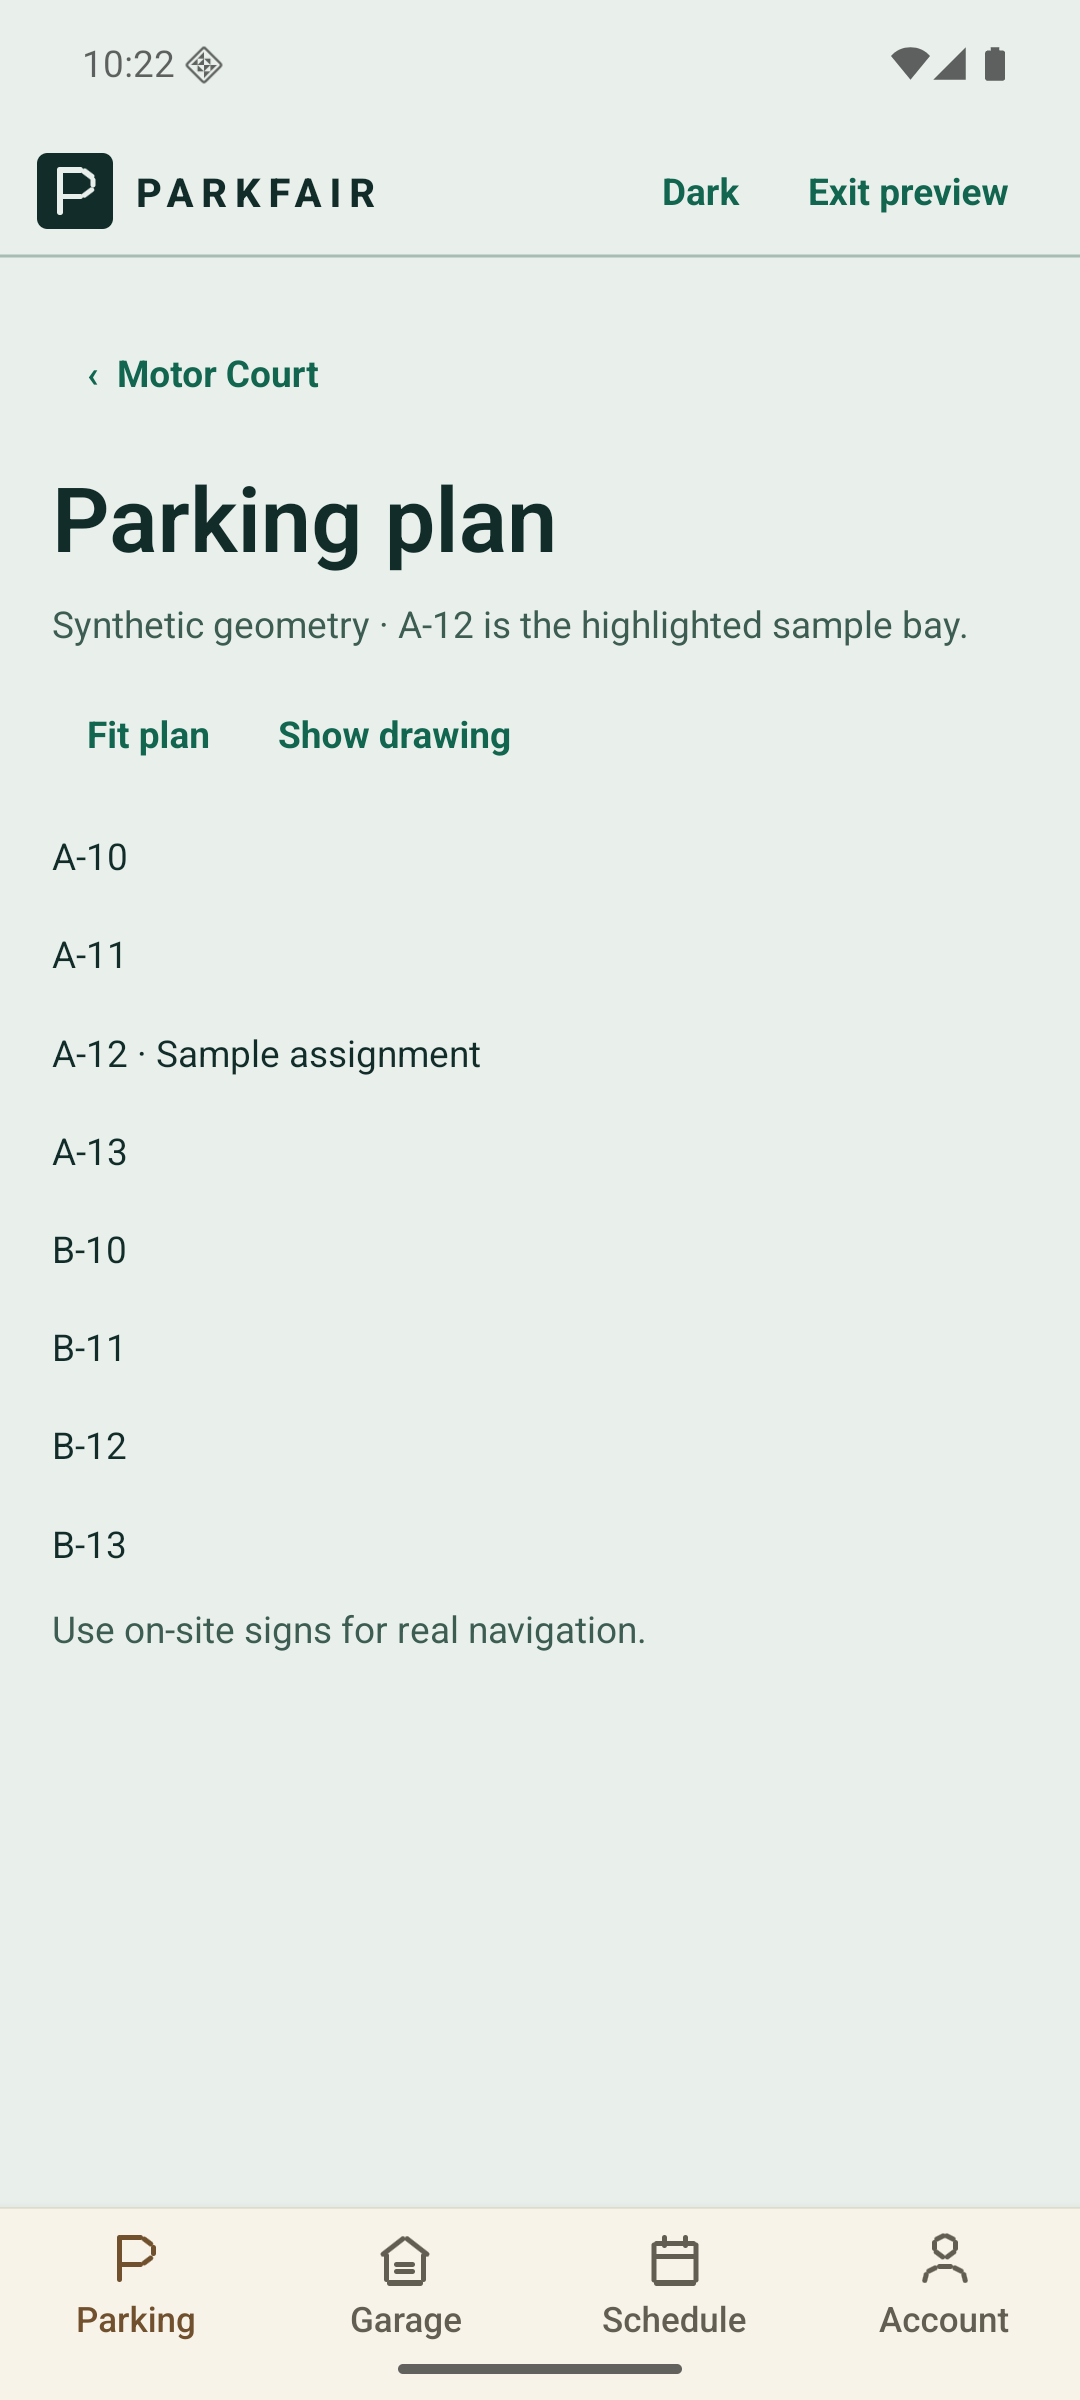 10:22
PARKFAIR
Dark
Exit preview
‹ Motor Court
Parking plan
Synthetic geometry · A-12 is the highlighted sample bay.
Fit plan
Show drawing
A-10
A-11
A-12 · Sample assignment
A-13
B-10
B-11
B-12
B-13
Use on-site signs for real navigation.
Parking
Garage
Schedule
Account